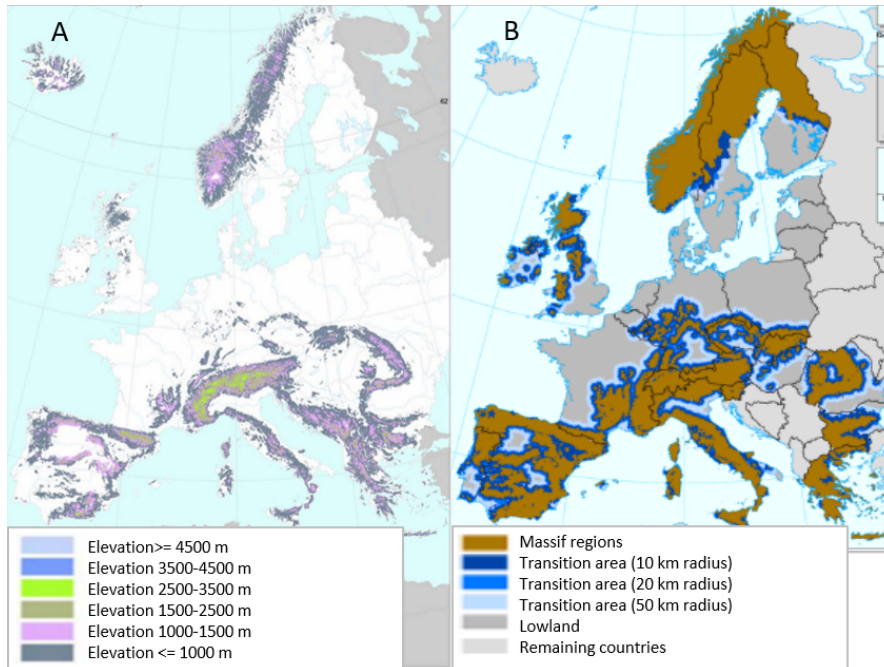 A
B
62
Elevation>= 4500 m
Elevation 3500-4500 m
Elevation 2500-3500 m
Elevation 1500-2500 m
Elevation 1000-1500 m
Elevation <= 1000 m
Massif regions
Transition area (10 km radius)
Transition area (20 km radius)
Transition area (50 km radius)
Lowland
Remaining countries